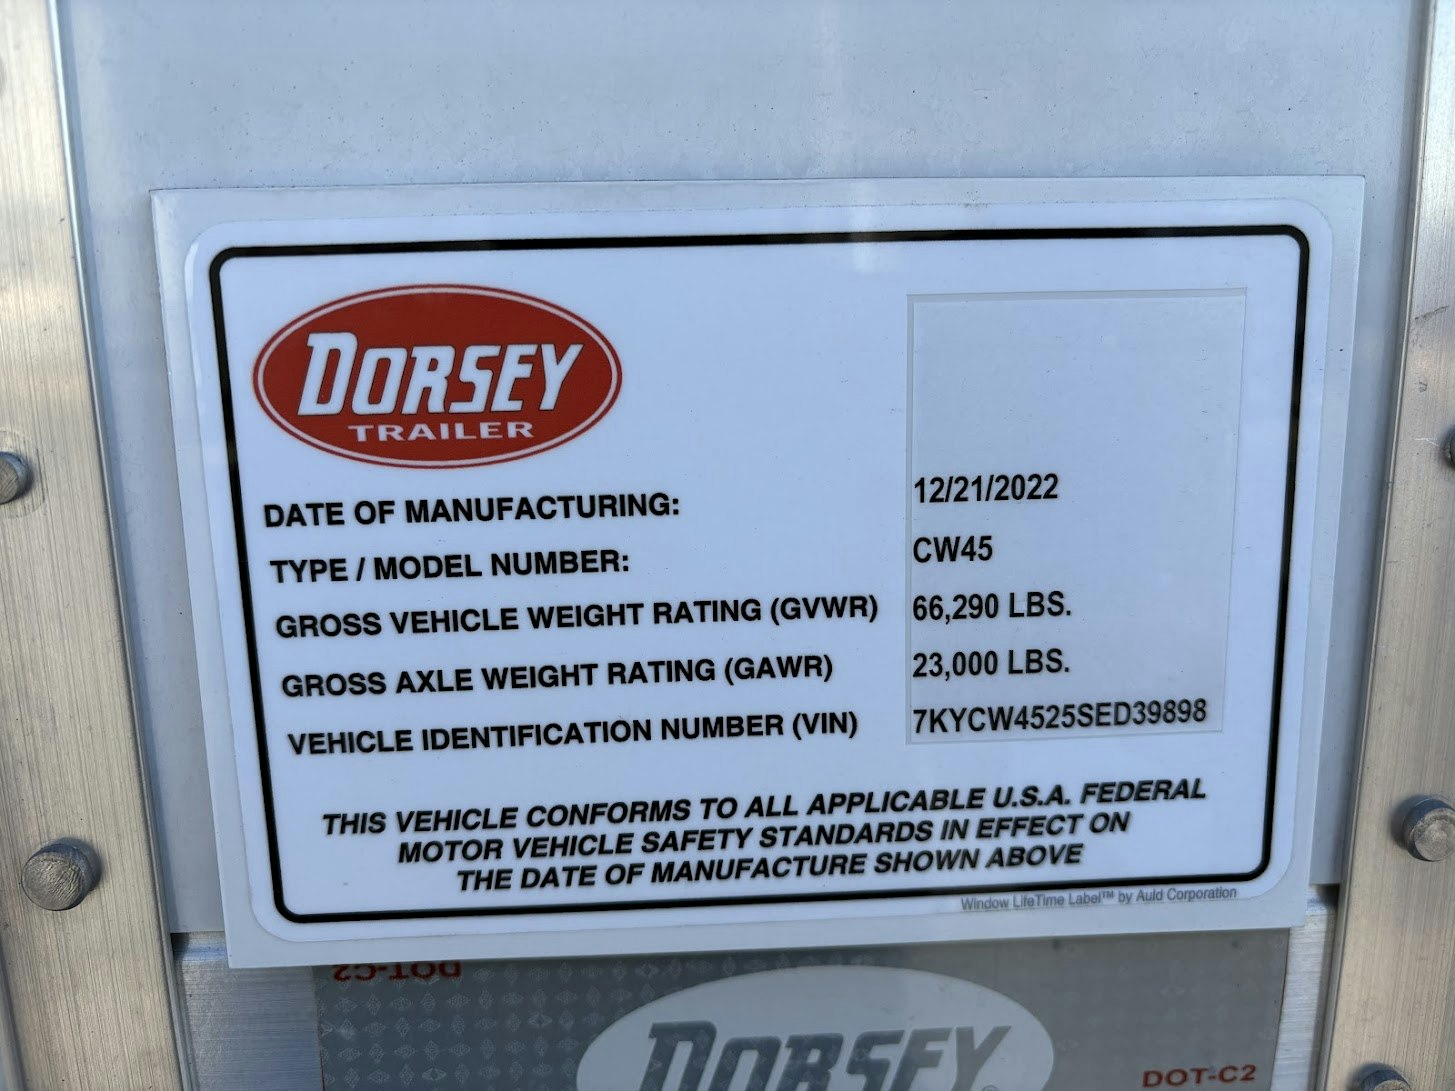 DORSEY
TRAILER
DATE OF MANUFACTURING: 12/21/2022
TYPE / MODEL NUMBER: CW45
GROSS VEHICLE WEIGHT RATING (GVWR) 66,290 LBS.
GROSS AXLE WEIGHT RATING (GAWR) 23,000 LBS.
VEHICLE IDENTIFICATION NUMBER (VIN) 7KYCW4525SED39898
THIS VEHICLE CONFORMS TO ALL APPLICABLE U.S.A. FEDERAL
MOTOR VEHICLE SAFETY STANDARDS IN EFFECT ON
THE DATE OF MANUFACTURE SHOWN ABOVE
Window LifeTime Label™ by Auld Corporation
DOT-C2
DORSEY
DOT-C2